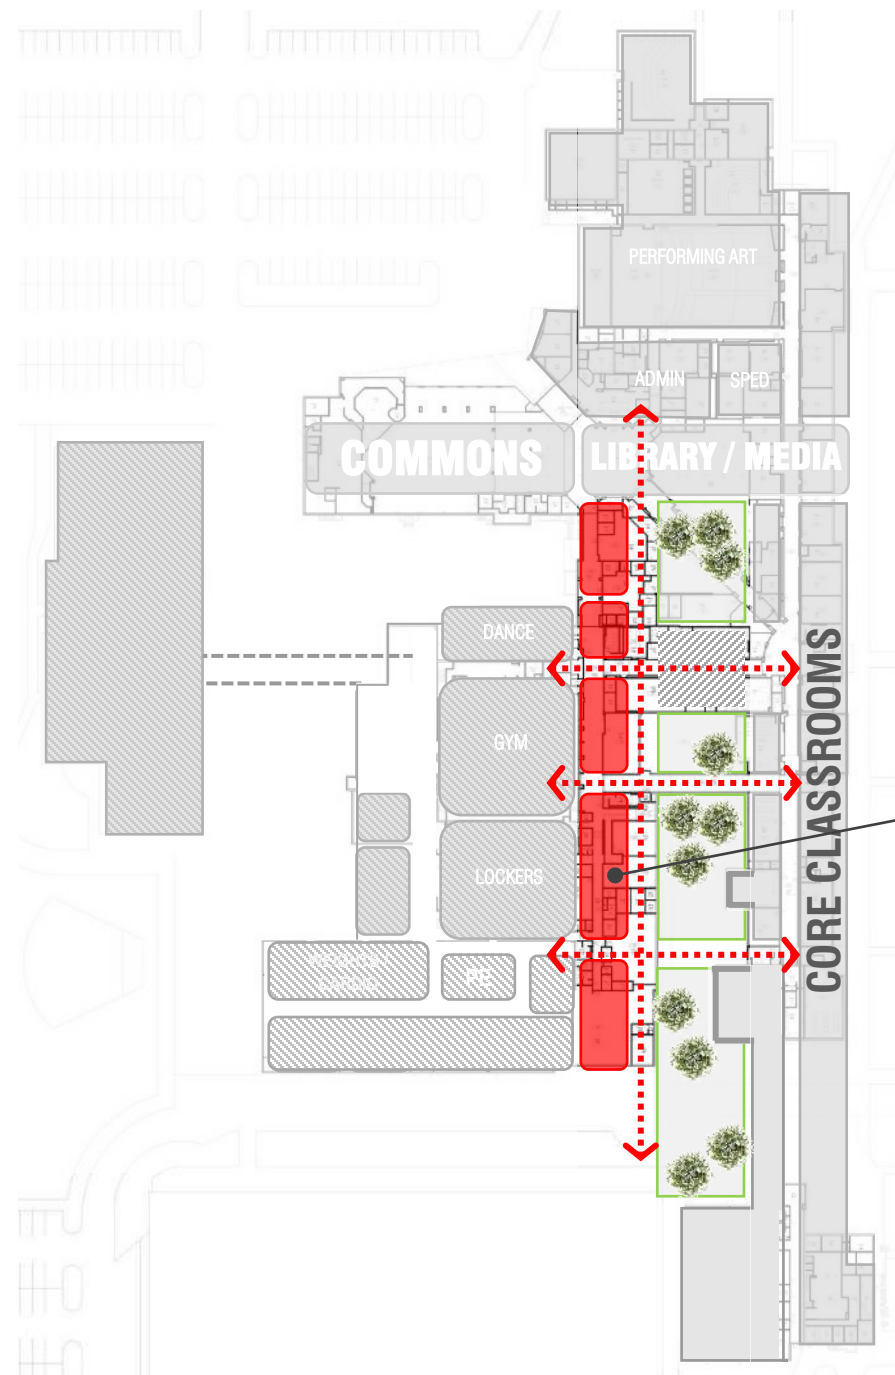 PERFORMING ART
ADMIN
SPED
COMMONS
LIBRARY / MEDIA
DANCE
GYM
CORE CLASSROOMS
LOCKERS
PE